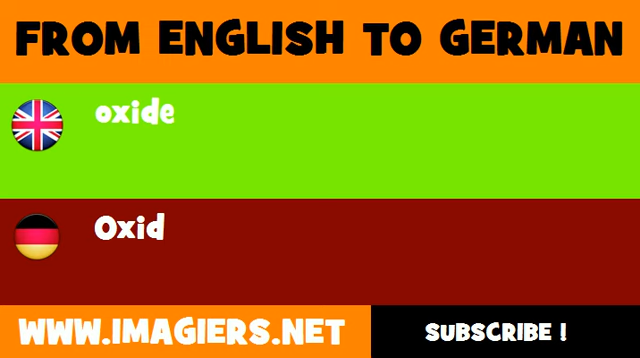 FROM ENGLISH TO GERMAN
oxide
Oxid
WWW.IMAGIERS.NET
SUBSCRIBE !